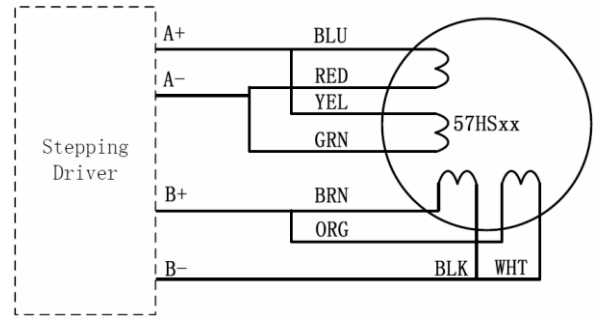 A+
BLU
A-
RED
YEL
57HSxx
GRN
Stepping
Driver
B+
BRN
ORG
B-
BLK
WHT